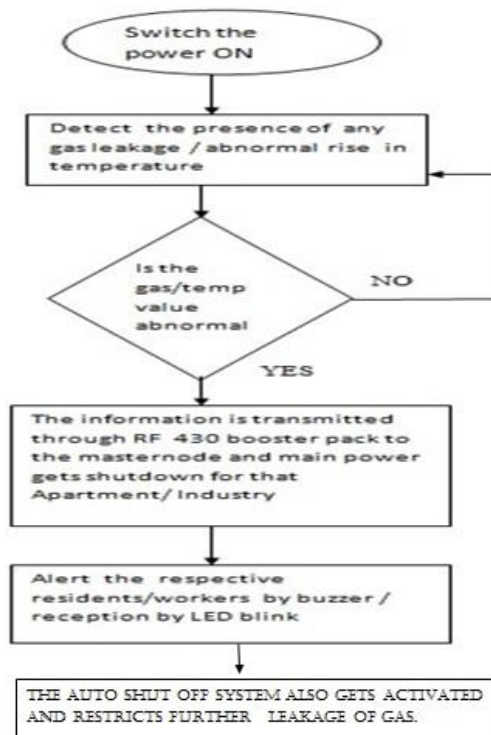 Switch the
power ON
Detect the presence of any
gas leakage / abnormal rise in
temperature
Is the
gas/temp
value
abnormal
NO
YES
The information is transmitted
through RF 430 booster pack to
the masternode and main power
gets shutdown for that
Apartment/ Industry
Alert the respective
residents/workers by buzzer /
reception by LED blink
THE AUTO SHUT OFF SYSTEM ALSO GETS ACTIVATED
AND RESTRICTS FURTHER LEAKAGE OF GAS.